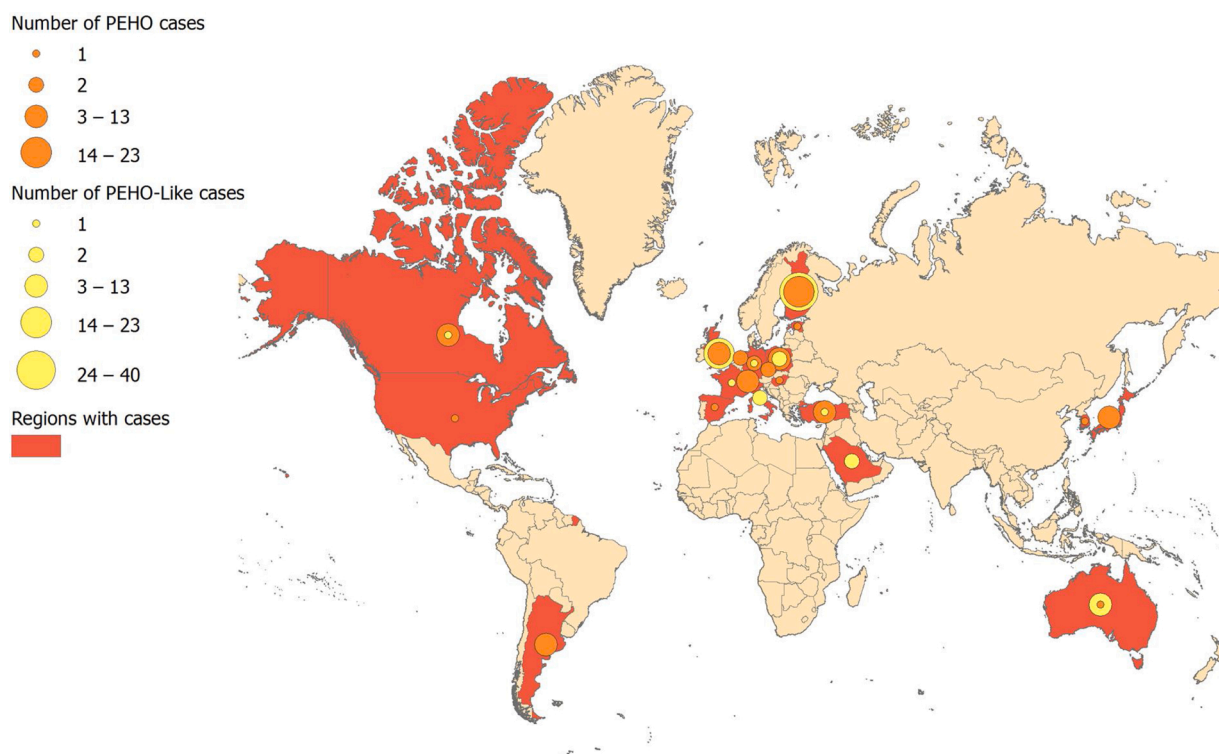 Number of PEHO cases
1
2
3 – 13
14 – 23
Number of PEHO-Like cases
1
2
3 – 13
14 – 23
24 – 40
Regions with cases